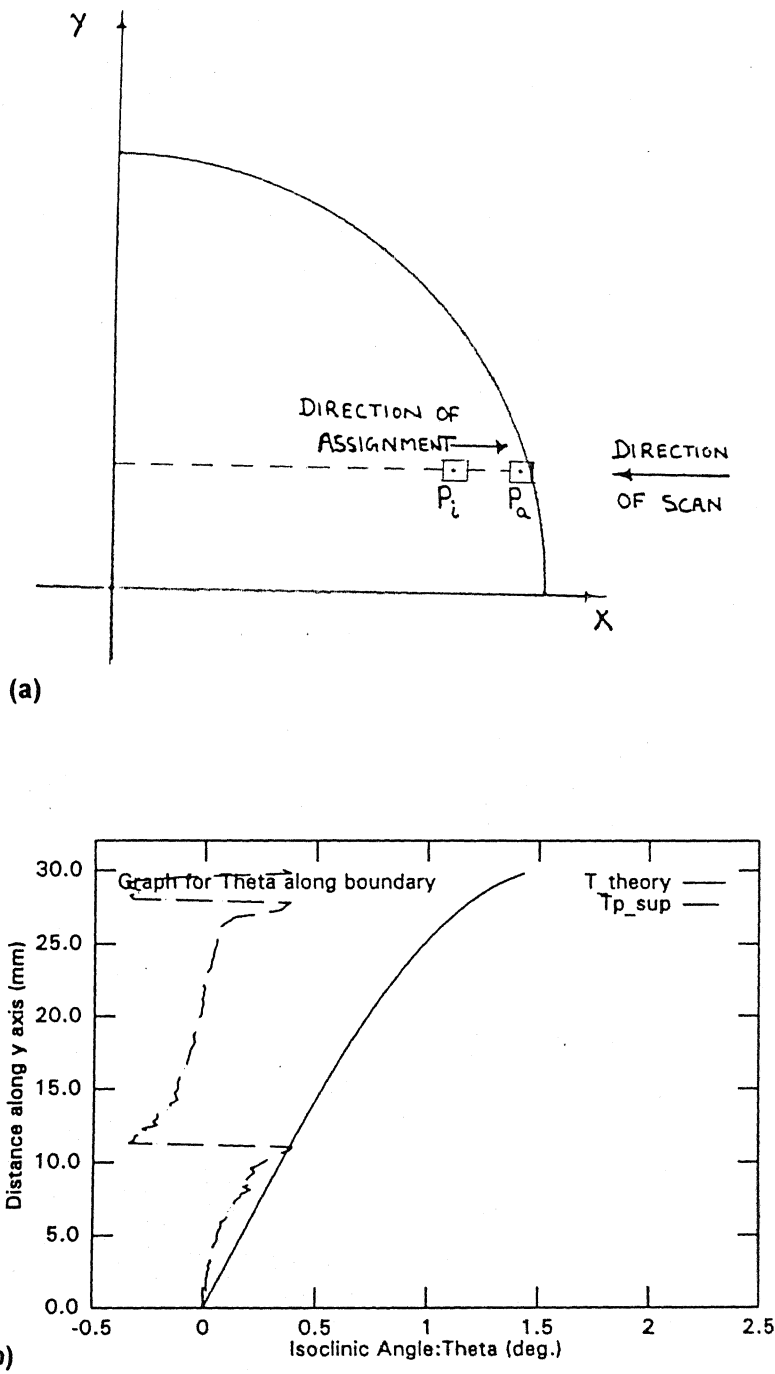 Y
DIRECTION OF
ASSIGNMENT
DIRECTION
Pi
Pa
OF SCAN
X
(a)
30.0
Graph for Theta along boundary
T_theory
Tp_sup
25.0
20.0
15.0
10.0
5.0
0.0
Distance along y axis (mm)
-0.5 0 0.5 1 1.5 2 2.5
Isoclinic Angle:Theta (deg.)
)